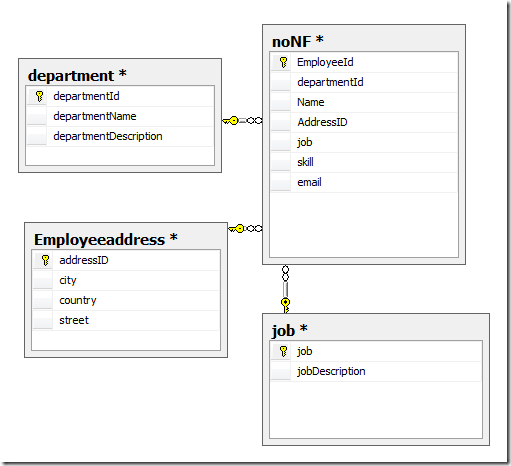 department *
departmentId
departmentName
departmentDescription
noNF *
EmployeeId
departmentId
Name
AddressID
job
skill
email
Employeeaddress *
addressID
city
country
street
job *
job
jobDescription